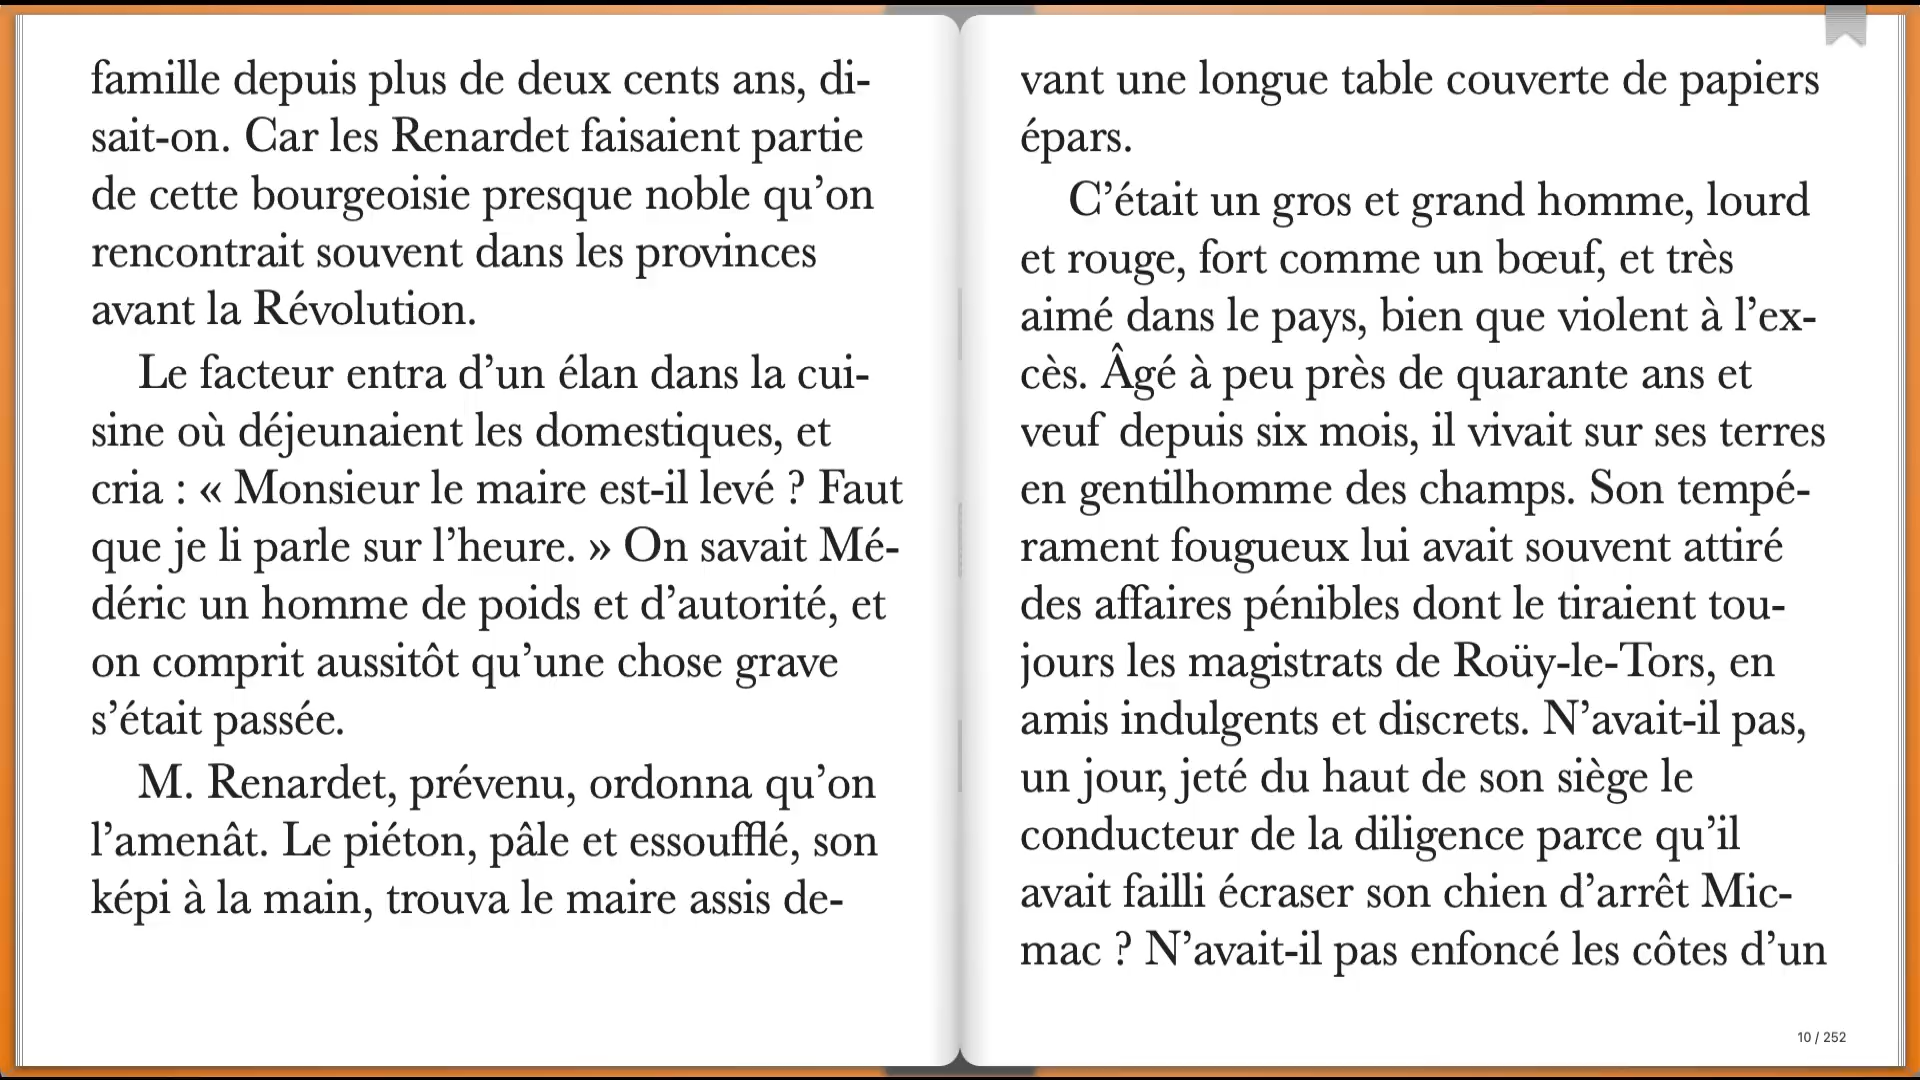 famille depuis plus de deux cents ans, di-
sait-on. Car les Renardet faisaient partie
de cette bourgeoisie presque noble qu’on
rencontrait souvent dans les provinces
avant la Révolution.
Le facteur entra d’un élan dans la cui-
sine où déjeunaient les domestiques, et
cria : « Monsieur le maire est-il levé ? Faut
que je li parle sur l’heure. » On savait Mé-
déric un homme de poids et d’autorité, et
on comprit aussitôt qu’une chose grave
s’était passée.
M. Renardet, prévenu, ordonna qu’on
l’amenât. Le piéton, pâle et essoufflé, son
képi à la main, trouva le maire assis de-
vant une longue table couverte de papiers
épars.
C’était un gros et grand homme, lourd
et rouge, fort comme un bœuf, et très
aimé dans le pays, bien que violent à l’ex-
cès. Âgé à peu près de quarante ans et
veuf depuis six mois, il vivait sur ses terres
en gentilhomme des champs. Son tempé-
rament fougueux lui avait souvent attiré
des affaires pénibles dont le tiraient tou-
jours les magistrats de Roüy-le-Tors, en
amis indulgents et discrets. N’avait-il pas,
un jour, jeté du haut de son siège le
conducteur de la diligence parce qu’il
avait failli écraser son chien d’arrêt Mic-
mac ? N’avait-il pas enfoncé les côtes d’un
10 / 252